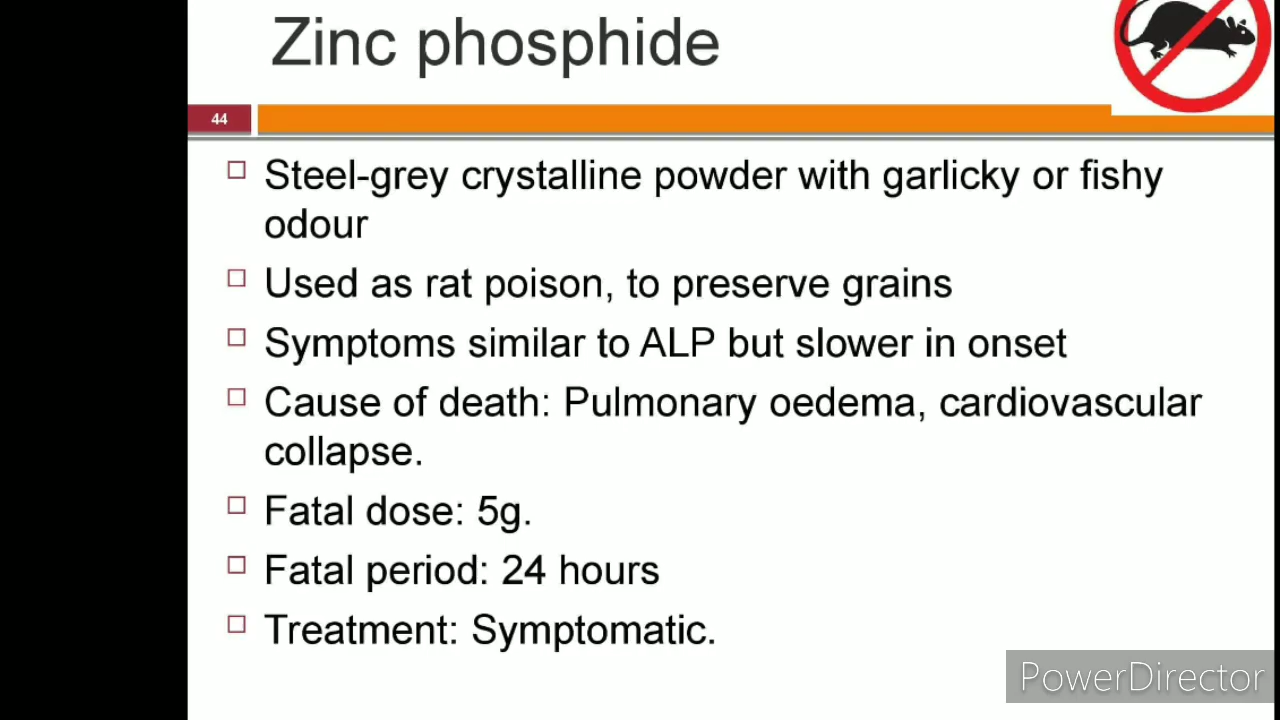 Zinc phosphide
44
Steel-grey crystalline powder with garlicky or fishy
odour
Used as rat poison, to preserve grains
Symptoms similar to ALP but slower in onset
Cause of death: Pulmonary oedema, cardiovascular
collapse.
Fatal dose: 5g.
Fatal period: 24 hours
Treatment: Symptomatic.
PowerDirector